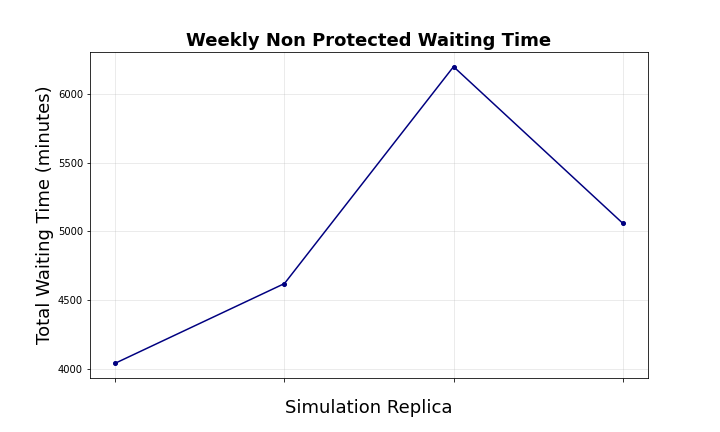 Weekly Non Protected Waiting Time
Total Waiting Time (minutes)
6000
5500
5000
4500
4000
Simulation Replica